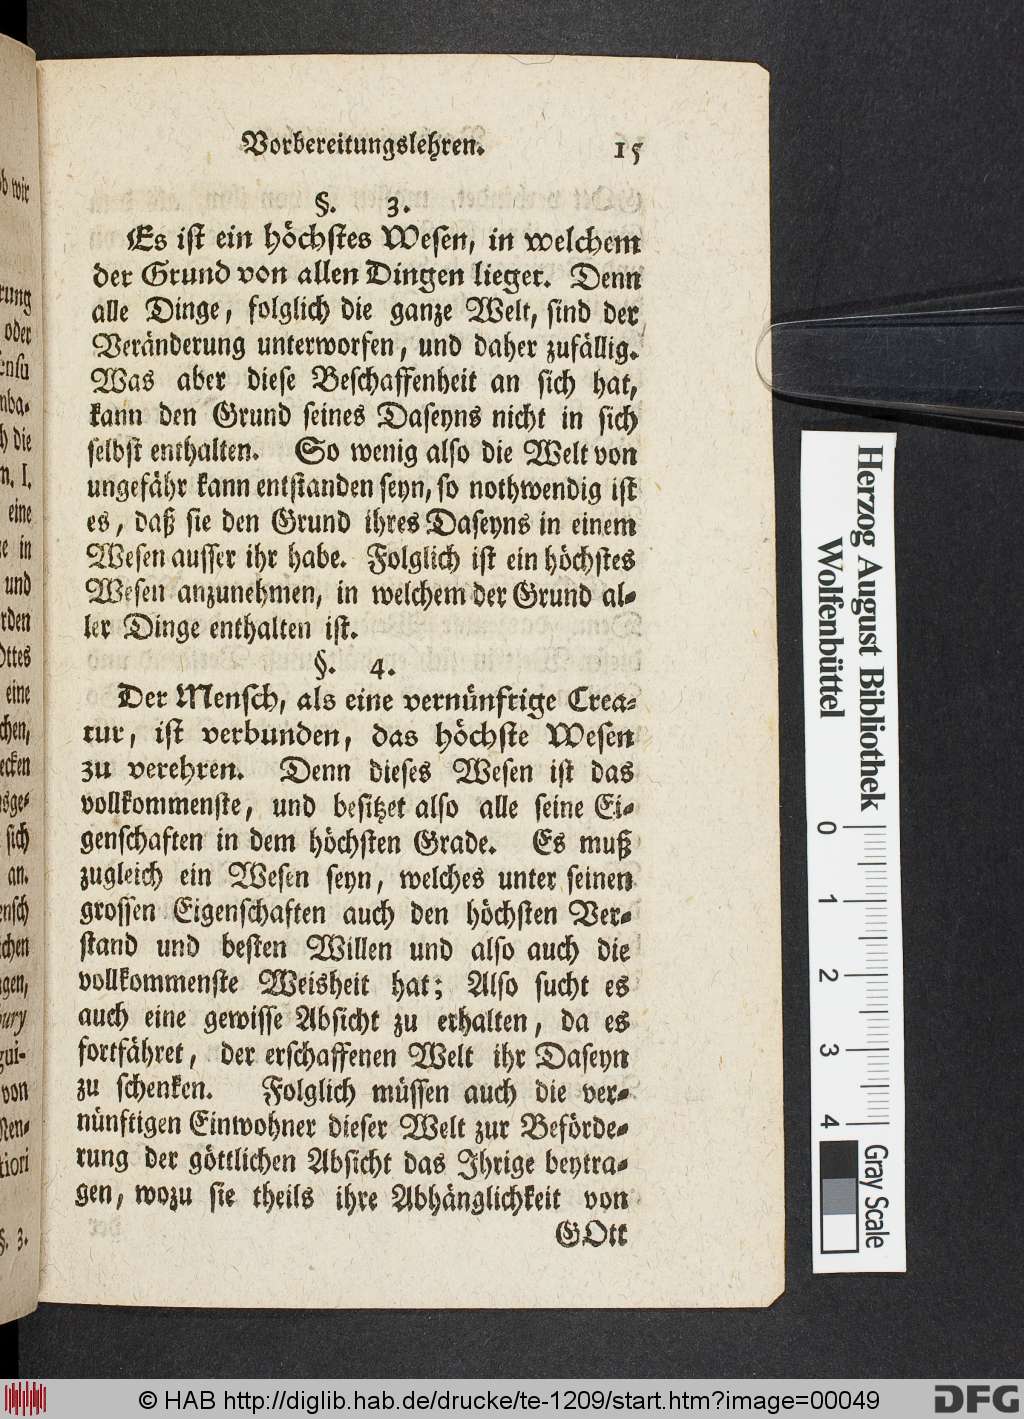 Vorbereitungslehren. 15
§. 3.
Es ist ein höchstes Wesen, in welchem
der Grund von allen Dingen lieget. Denn
alle Dinge, folglich die ganze Welt, sind der
Veränderung unterworfen, und daher zufällig.
Was aber diese Beschaffenheit an sich hat,
kann den Grund seines Daseyns nicht in sich
selbst enthalten. So wenig also die Welt von
ungefähr kann entstanden seyn, so nothwendig ist
es, daß sie den Grund ihres Daseyns in einem
Wesen ausser ihr habe. Folglich ist ein höchstes
Wesen anzunehmen, in welchem der Grund al-
ler Dinge enthalten ist.
§. 4.
Der Mensch, als eine vernünftige Crea-
tur, ist verbunden, das höchste Wesen
zu verehren. Denn dieses Wesen ist das
vollkommenste, und besitzet also alle seine Ei-
genschaften in dem höchsten Grade. Es muß
zugleich ein Wesen seyn, welches unter seinen
grossen Eigenschaften auch den höchsten Ver-
stand und besten Willen und also auch die
vollkommenste Weisheit hat; Also sucht es
auch eine gewisse Absicht zu erhalten, da es
fortfähret, der erschaffenen Welt ihr Daseyn
zu schenken. Folglich müssen auch die ver-
nünftigen Einwohner dieser Welt zur Beförde-
rung der göttlichen Absicht das Ihrige beytra-
gen, wozu sie theils ihre Abhänglichkeit von
GOtt
Herzog August Bibliothek
Wolfenbüttel
0 1 2 3 4
Gray Scale
© HAB http://diglib.hab.de/drucke/te-1209/start.htm?image=00049
DFG